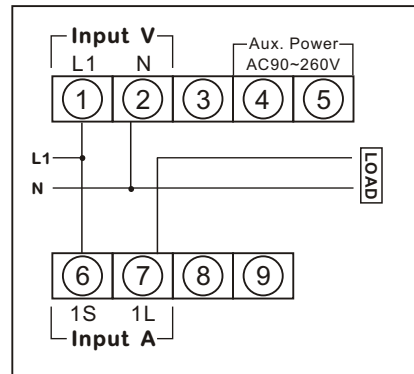 Input V
L1 N
Aux. Power
AC90~260V
1 2 3 4 5
L1
N
LOAD
6 7 8 9
1S 1L
Input A